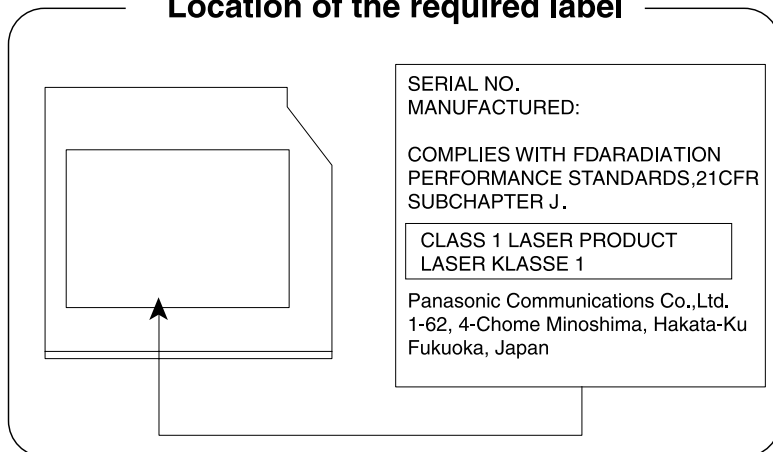 Location of the required label
SERIAL NO.
MANUFACTURED:
COMPLIES WITH FDARADIATION
PERFORMANCE STANDARDS,21CFR
SUBCHAPTER J.
CLASS 1 LASER PRODUCT
LASER KLASSE 1
Panasonic Communications Co.,Ltd.
1-62, 4-Chome Minoshima, Hakata-Ku
Fukuoka, Japan